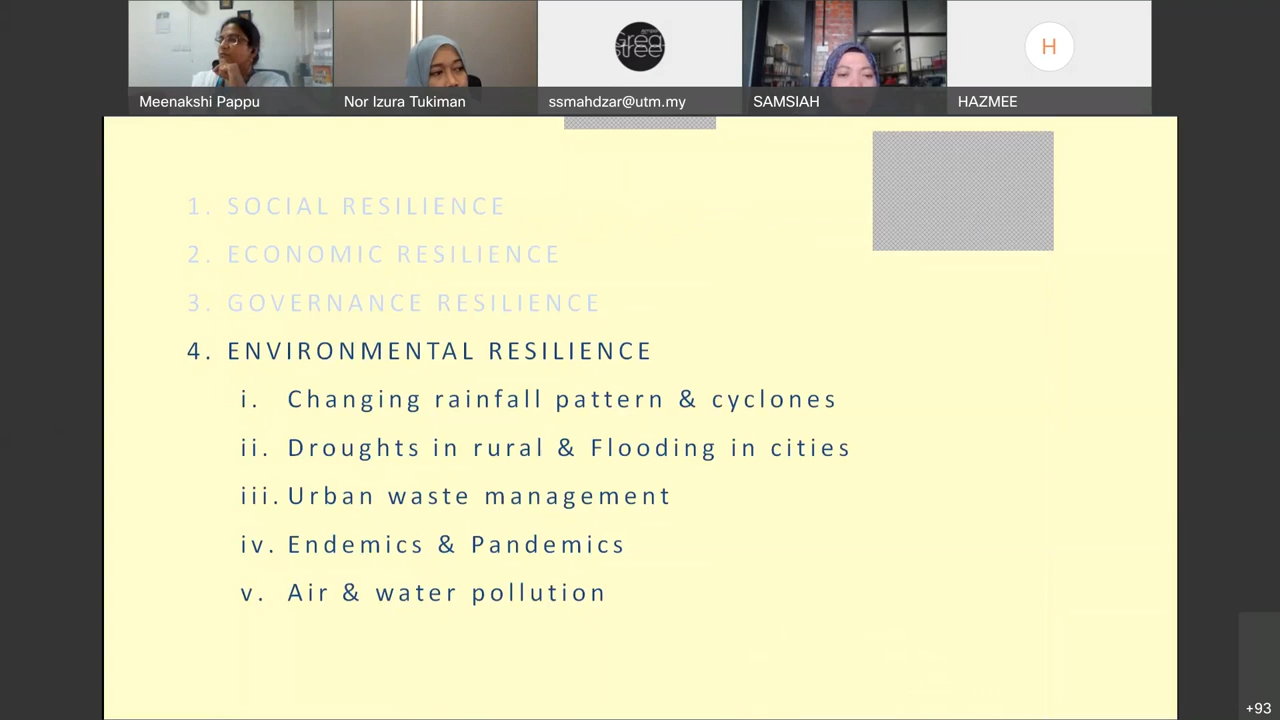 Great
Street
Meenakshi Pappu
Nor Izura Tukiman
ssmahdzar@utm.my
SAMSIAH
H
HAZMEE
1. SOCIAL RESILIENCE
2. ECONOMIC RESILIENCE
3. GOVERNANCE RESILIENCE
4. ENVIRONMENTAL RESILIENCE
i. Changing rainfall pattern & cyclones
ii. Droughts in rural & Flooding in cities
iii. Urban waste management
iv. Endemics & Pandemics
v. Air & water pollution
+93